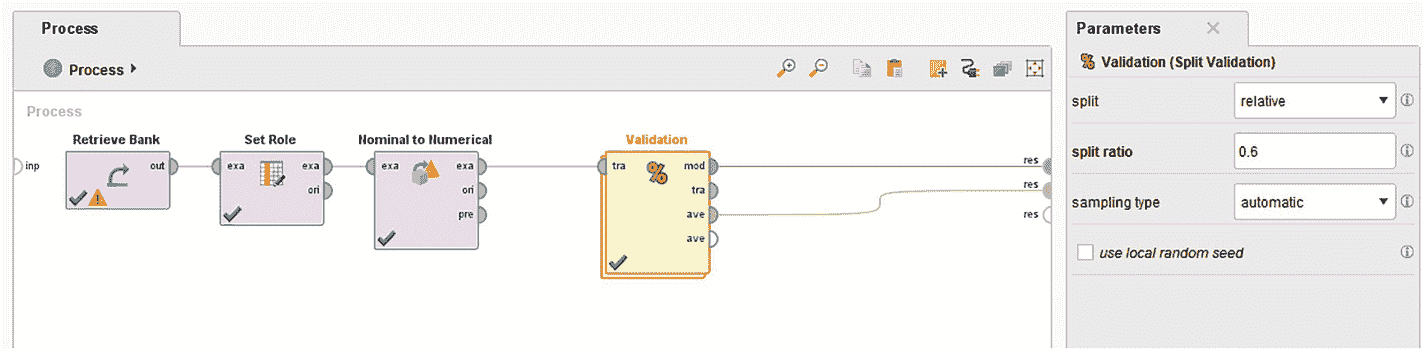 Process
Process
Process
inp
Retrieve Bank
out
Set Role
exa exa
ori
Nominal to Numerical
exa exa
ori
pre
Validation
%
tra mod
tra
ave
ave
res
res
res
Parameters
% Validation (Split Validation)
split relative
split ratio 0.6
sampling type automatic
use local random seed